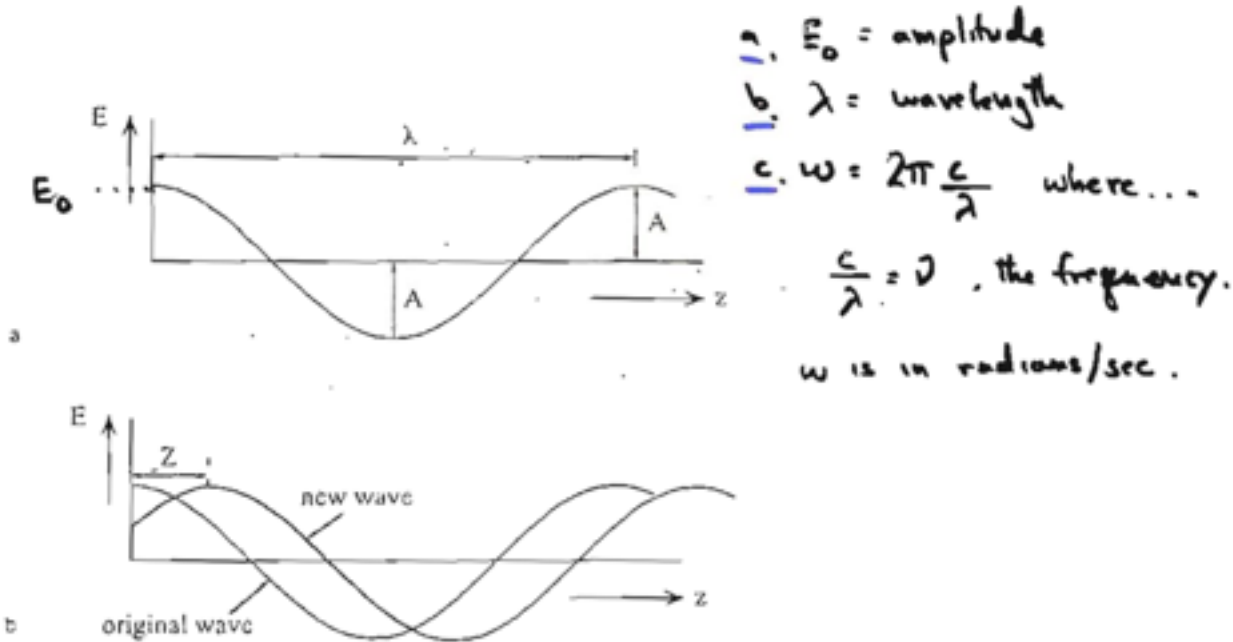 a. E₀ = amplitude
b. λ = wavelength
c. ω = 2π c/λ where...
c/λ = ν, the frequency.
ω is in radians/sec.
E
λ
E₀
A
A
z
a
E
Z
new wave
z
original wave
b